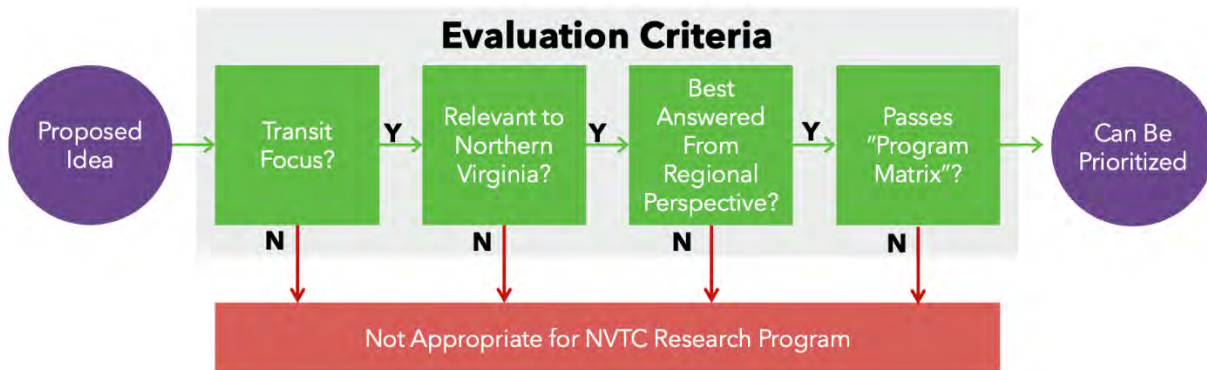 Evaluation Criteria
Proposed
Idea
Transit
Focus?
Y
Relevant to
Northern
Virginia?
Y
Best
Answered
From
Regional
Perspective?
Y
Passes
"Program
Matrix"?
Can Be
Prioritized
N
N
N
N
Not Appropriate for NVTC Research Program